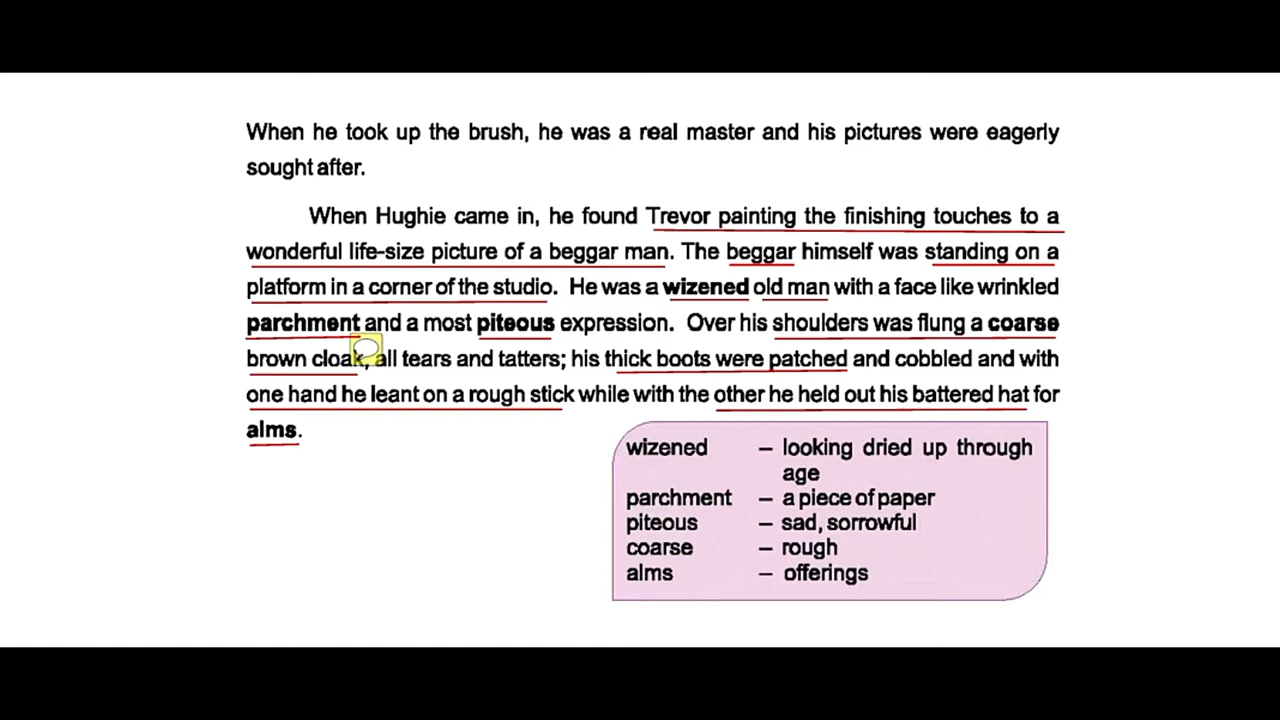 When he took up the brush, he was a real master and his pictures were eagerly
sought after.
When Hughie came in, he found Trevor painting the finishing touches to a
wonderful life-size picture of a beggar man. The beggar himself was standing on a
platform in a corner of the studio. He was a wizened old man with a face like wrinkled
parchment and a most piteous expression. Over his shoulders was flung a coarse
brown cloak, all tears and tatters; his thick boots were patched and cobbled and with
one hand he leant on a rough stick while with the other he held out his battered hat for
alms.
wizened – looking dried up through
age
parchment – a piece of paper
piteous – sad, sorrowful
coarse – rough
alms – offerings